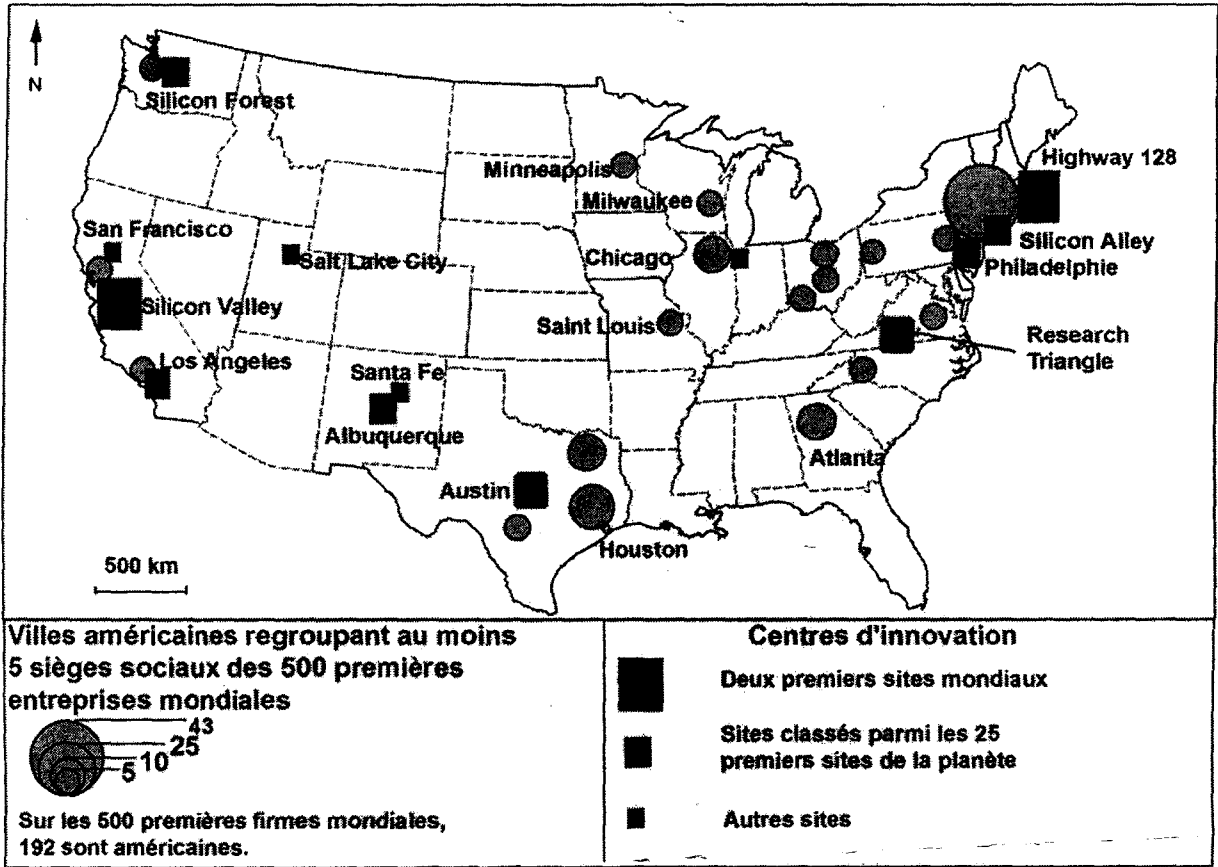 N
Silicon Forest
Minneapolis
Milwaukee
Highway 128
San Francisco
Salt Lake City
Chicago
Silicon Alley
Philadelphie
Silicon Valley
Saint Louis
Research
Triangle
Los Angeles
Santa Fe
Albuquerque
Atlanta
Austin
Houston
500 km
Villes américaines regroupant au moins
5 sièges sociaux des 500 premières
entreprises mondiales
43
25
10
5
Sur les 500 premières firmes mondiales,
192 sont américaines.
Centres d'innovation
Deux premiers sites mondiaux
Sites classés parmi les 25
premiers sites de la planète
Autres sites